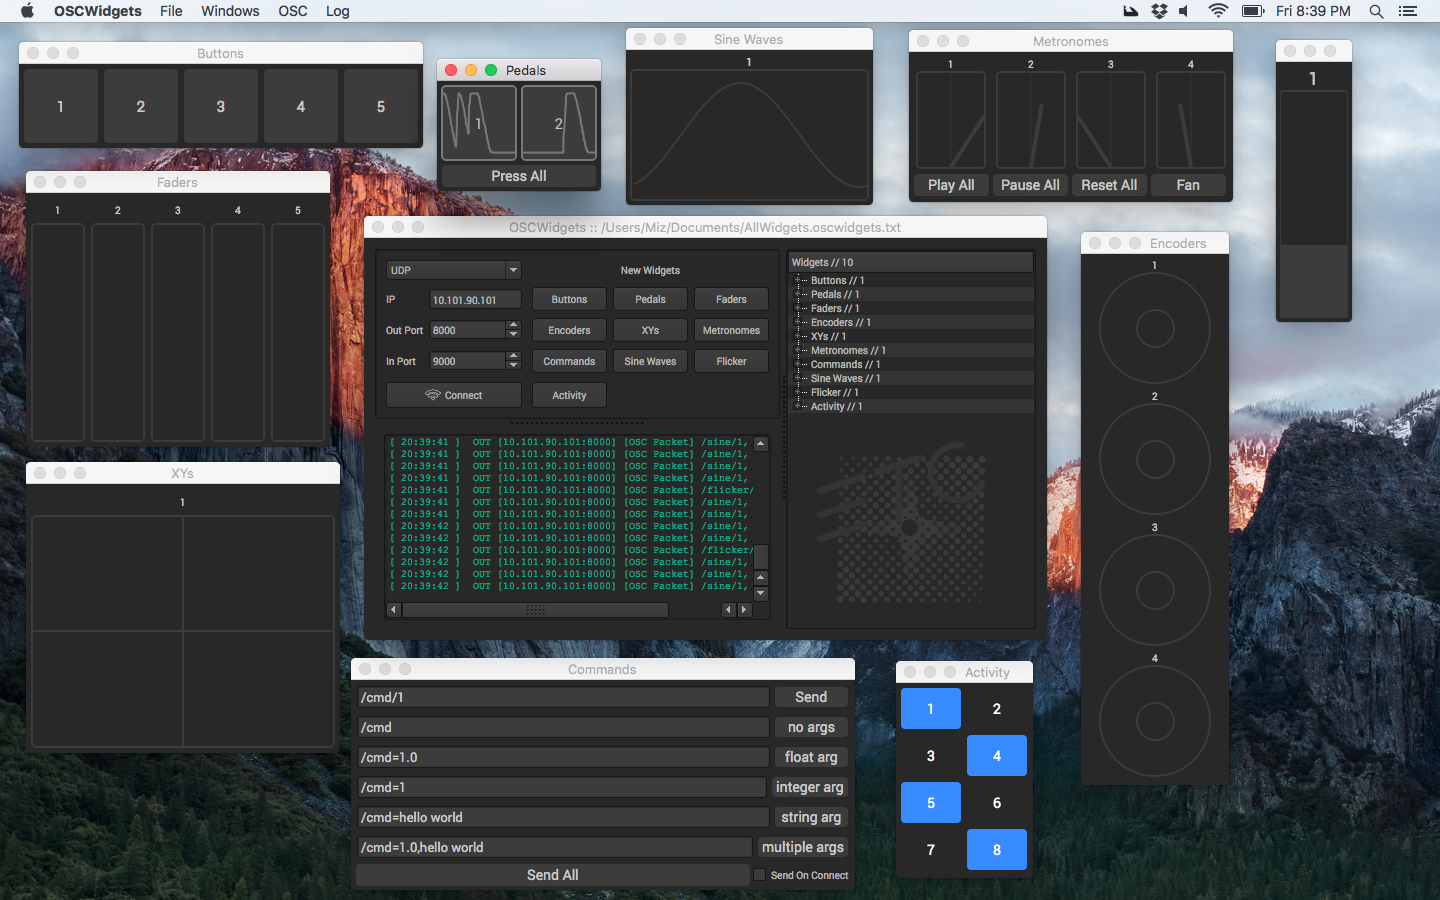 OSCWidgets File Windows OSC Log
Fri 8:39 PM
Buttons
1 2 3 4 5
Pedals
1 2
Press All
Sine Waves
1
Metronomes
1 2 3 4
Play All Pause All Reset All Fan
1
Faders
1 2 3 4 5
OSCWidgets :: /Users/Miz/Documents/AllWidgets.oscwidgets.txt
UDP
New Widgets
IP 10.101.90.101 Buttons Pedals Faders
Out Port 8000 Encoders XYs Metronomes
In Port 9000 Commands Sine Waves Flicker
Connect Activity
Widgets // 10
Buttons // 1
Pedals // 1
Faders // 1
Encoders // 1
XYs // 1
Metronomes // 1
Commands // 1
Sine Waves // 1
Flicker // 1
Activity // 1
[ 20:39:41 ] OUT [10.101.90.101:8000] [OSC Packet] /sine/1,
[ 20:39:41 ] OUT [10.101.90.101:8000] [OSC Packet] /sine/1,
[ 20:39:41 ] OUT [10.101.90.101:8000] [OSC Packet] /sine/1,
[ 20:39:41 ] OUT [10.101.90.101:8000] [OSC Packet] /sine/1,
[ 20:39:41 ] OUT [10.101.90.101:8000] [OSC Packet] /flicker/
[ 20:39:41 ] OUT [10.101.90.101:8000] [OSC Packet] /sine/1,
[ 20:39:41 ] OUT [10.101.90.101:8000] [OSC Packet] /sine/1,
[ 20:39:42 ] OUT [10.101.90.101:8000] [OSC Packet] /sine/1,
[ 20:39:42 ] OUT [10.101.90.101:8000] [OSC Packet] /sine/1,
[ 20:39:42 ] OUT [10.101.90.101:8000] [OSC Packet] /flicker/
[ 20:39:42 ] OUT [10.101.90.101:8000] [OSC Packet] /sine/1,
[ 20:39:42 ] OUT [10.101.90.101:8000] [OSC Packet] /sine/1,
[ 20:39:42 ] OUT [10.101.90.101:8000] [OSC Packet] /sine/1,
Encoders
1
2
3
4
XYs
1
Commands
/cmd/1 Send
/cmd no args
/cmd=1.0 float arg
/cmd=1 integer arg
/cmd=hello world string arg
/cmd=1.0,hello world multiple args
Send All Send On Connect
Activity
1 2
3 4
5 6
7 8